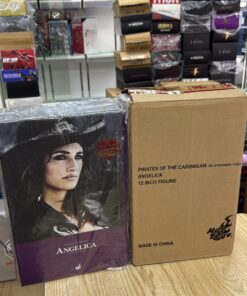 ANGELICA
PIRATES OF THE CARIBBEAN ON STRANGER TIDES
ANGELICA
12 INCH FIGURE
Hot Toys
MADE IN CHINA